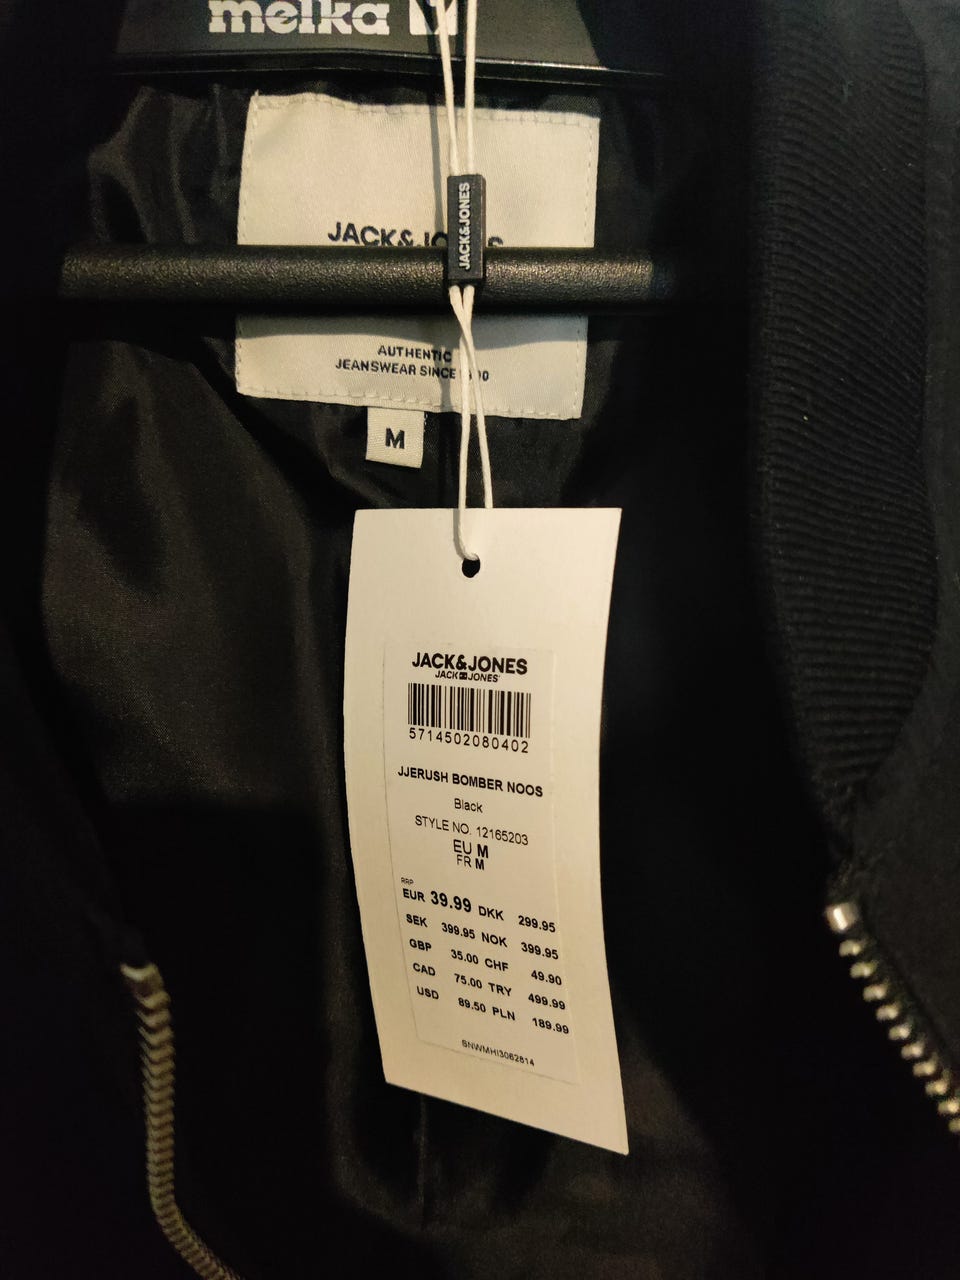 melka
JACK&JONES
JACK&JONES
AUTHENTIC
JEANSWEAR SINCE
M
JACK&JONES
JACK JONES
5714502080402
JJERUSH BOMBER NOOS
Black
STYLE NO. 12165203
EU M
FR M
RRP
EUR 39.99 DKK 299.95
SEK 399.95 NOK 399.95
GBP 35.00 CHF 49.90
CAD 75.00 TRY 499.99
USD 89.50 PLN 189.99
SNWMHI3062814